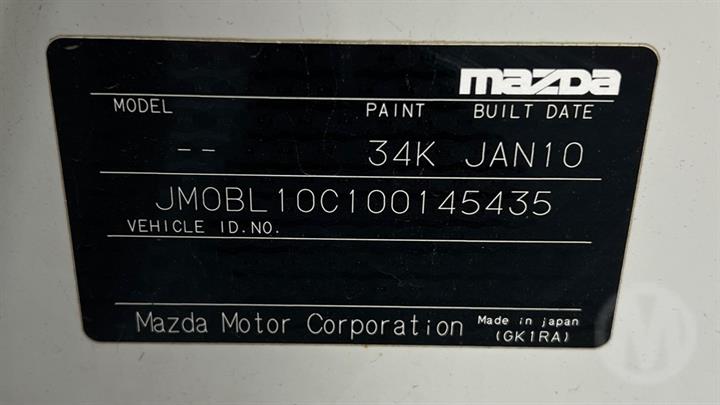 mazda
MODEL PAINT BUILT DATE
-- 34K JAN10
JM0BL10C100145435
VEHICLE ID.NO.
Mazda Motor Corporation Made in japan
(GK1RA)
M